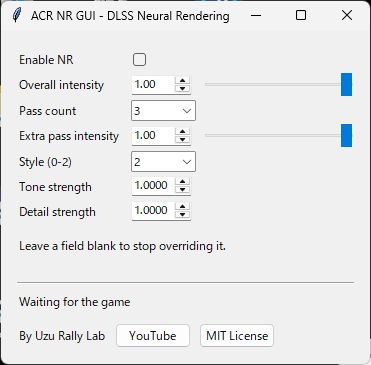 ACR NR GUI - DLSS Neural Rendering
Enable NR
Overall intensity 1.00
Pass count 3
Extra pass intensity 1.00
Style (0-2) 2
Tone strength 1.0000
Detail strength 1.0000
Leave a field blank to stop overriding it.
Waiting for the game
By Uzu Rally Lab YouTube MIT License